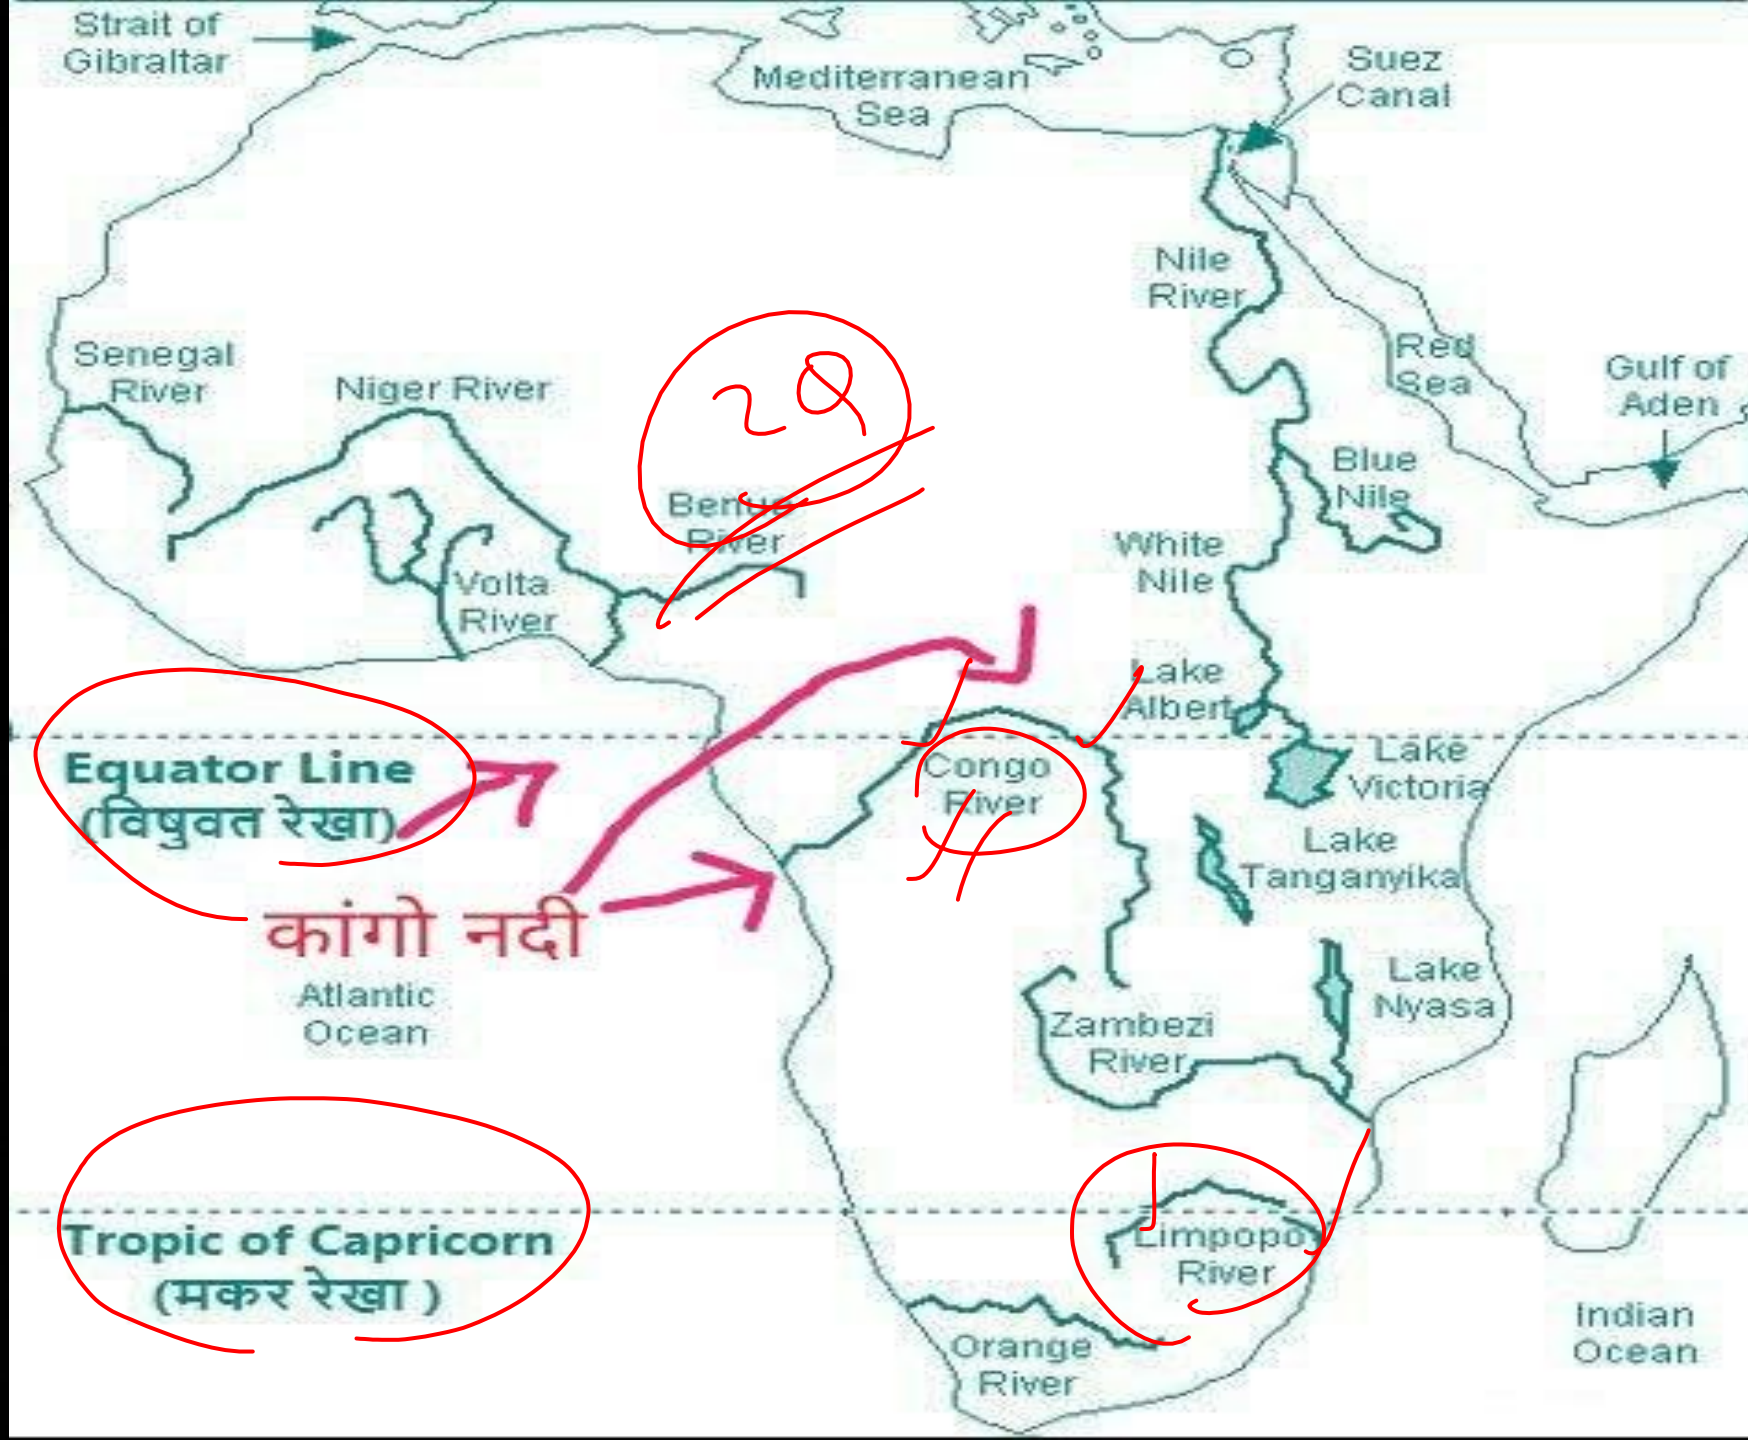 Strait of
Gibraltar
Mediterranean
Sea
Suez
Canal
Nile
River
Red
Sea
Gulf of
Aden
Senegal
River
Niger River
2Q
Benue
River
Blue
Nile
White
Nile
Volta
River
Lake
Albert
Equator Line
(विषुवत रेखा)
Congo
River
Lake
Victoria
Lake
Tanganyika
कांगो नदी
Atlantic
Ocean
Lake
Nyasa
Zambezi
River
Tropic of Capricorn
(मकर रेखा )
Limpopo
River
Orange
River
Indian
Ocean